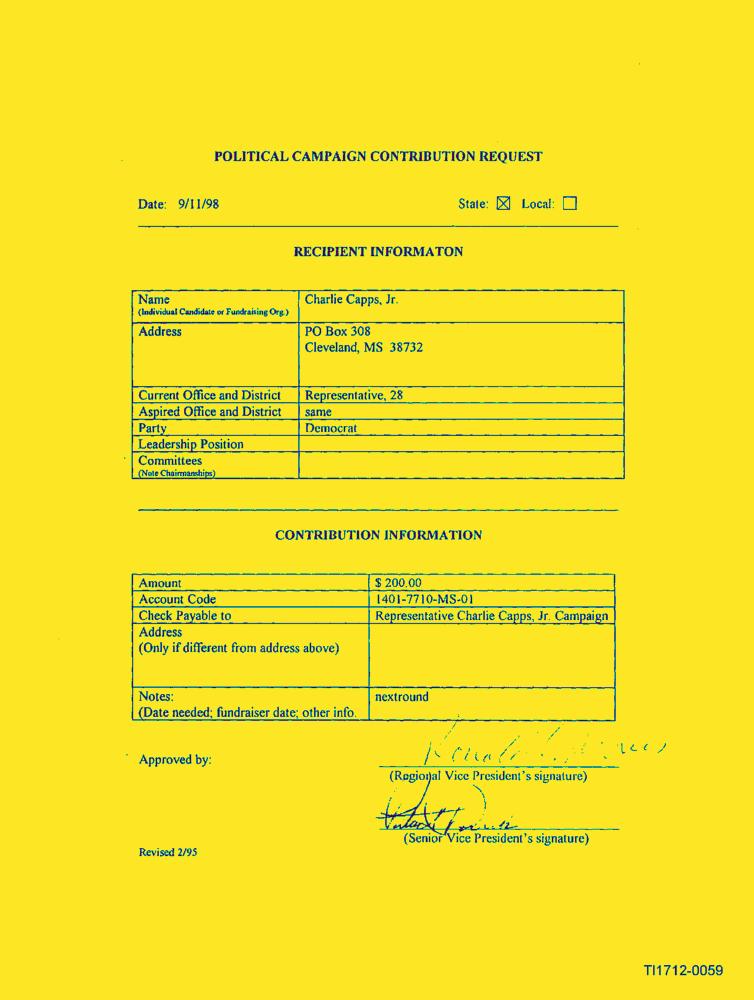 POLITICAL CAMPAIGN CONTRIBUTION REQUEST
Date: 9/11/98 State: ☒ Local: ☐
RECIPIENT INFORMATON
Name Charlie Capps, Jr.
(Individual Candidate or Fundraising Org.)
Address PO Box 308
Cleveland, MS 38732
Current Office and District Representative, 28
Aspired Office and District same
Party Democrat
Leadership Position
Committees
(Note Chairmanships)
CONTRIBUTION INFORMATION
Amount $ 200.00
Account Code 1401-7710-MS-01
Check Payable to Representative Charlie Capps, Jr. Campaign
Address
(Only if different from address above)
Notes: nextround
(Date needed; fundraiser date; other info.
Approved by:
(Regional Vice President's signature)
(Senior Vice President's signature)
Revised 2/95
TI1712-0059